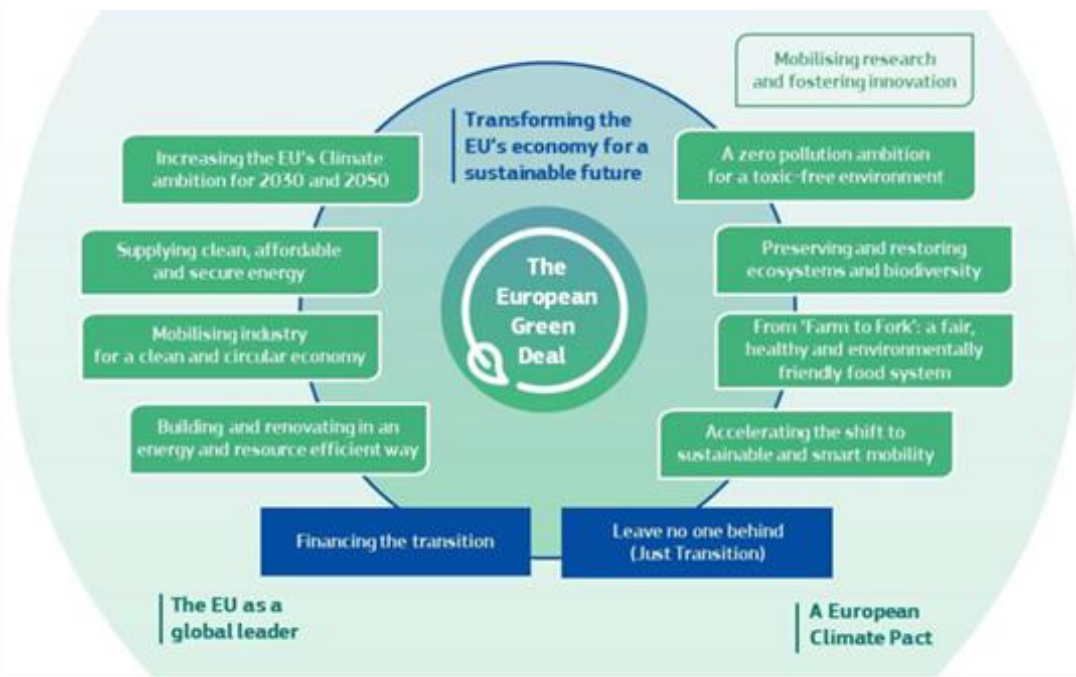 Mobilising research
and fostering innovation
Transforming the
EU's economy for a
sustainable future
Increasing the EU's Climate
ambition for 2030 and 2050
A zero pollution ambition
for a toxic-free environment
Supplying clean, affordable
and secure energy
Preserving and restoring
ecosystems and biodiversity
The
European
Green
Deal
Mobilising industry
for a clean and circular economy
From 'Farm to Fork': a fair,
healthy and environmentally
friendly food system
Building and renovating in an
energy and resource efficient way
Accelerating the shift to
sustainable and smart mobility
Financing the transition
Leave no one behind
(Just Transition)
The EU as a
global leader
A European
Climate Pact